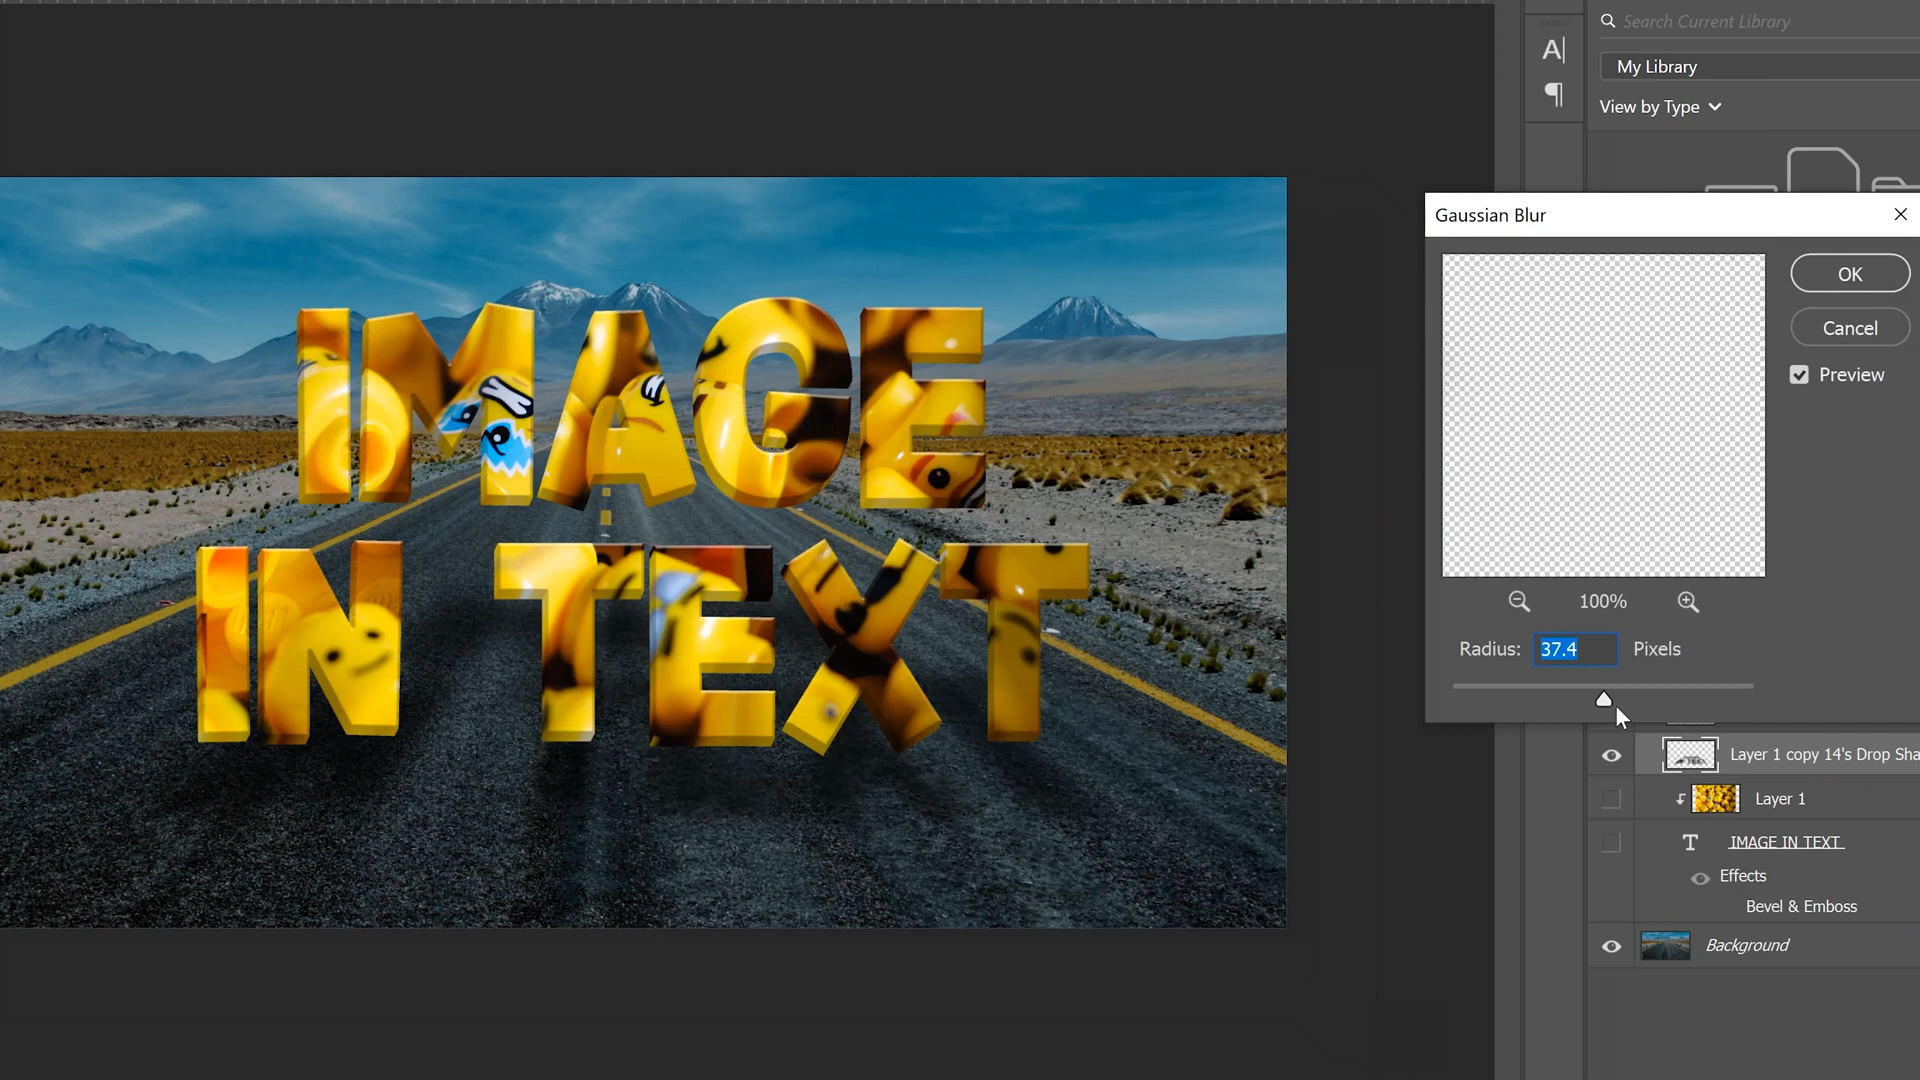 Search Current Library
My Library
View by Type
Gaussian Blur
OK
Cancel
Preview
100%
Radius: 37.4 Pixels
IMAGE
IN TEXT
Layer 1 copy 14's Drop Sha
Layer 1
IMAGE IN TEXT
Effects
Bevel & Emboss
Background